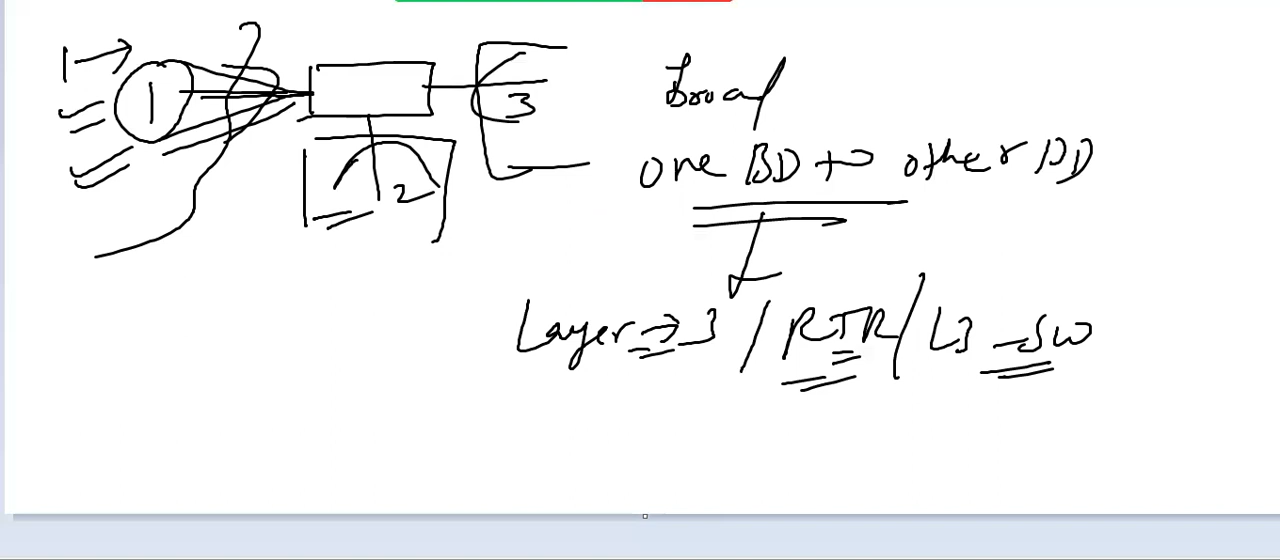 1 →
1
3
2
Broad
one BD to other BD
Layer → 3 / RTR / L3 - SW